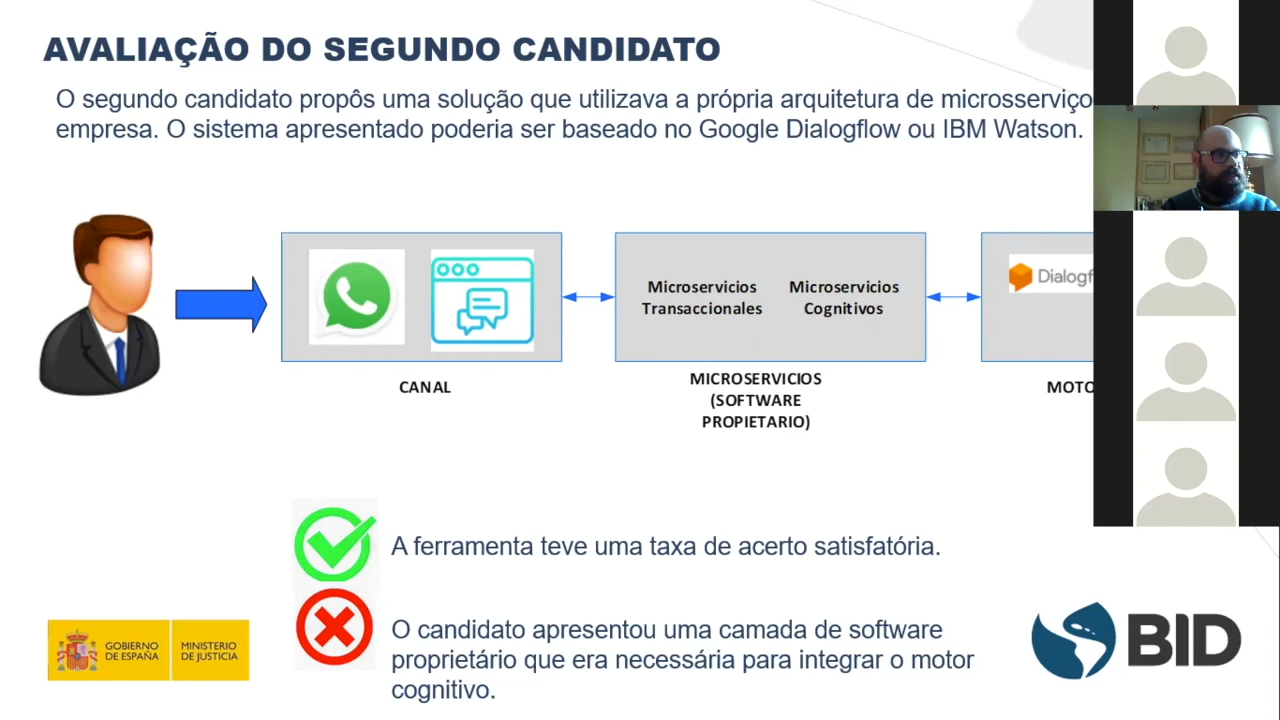 AVALIAÇÃO DO SEGUNDO CANDIDATO
O segundo candidato propôs uma solução que utilizava a própria arquitetura de
empresa. O sistema apresentado poderia ser baseado no Google Dialogflow ou IBM Watson.
Microservicios
Transaccionales
Microservicios
Cognitivos
CANAL
MICROSERVICIOS
(SOFTWARE
PROPIETARIO)
A ferramenta teve uma taxa de acerto satisfatória.
O candidato apresentou uma camada de software
proprietário que era necessária para integrar o motor
cognitivo.
GOBIERNO
DE ESPAÑA
MINISTERIO
DE JUSTICIA
BID